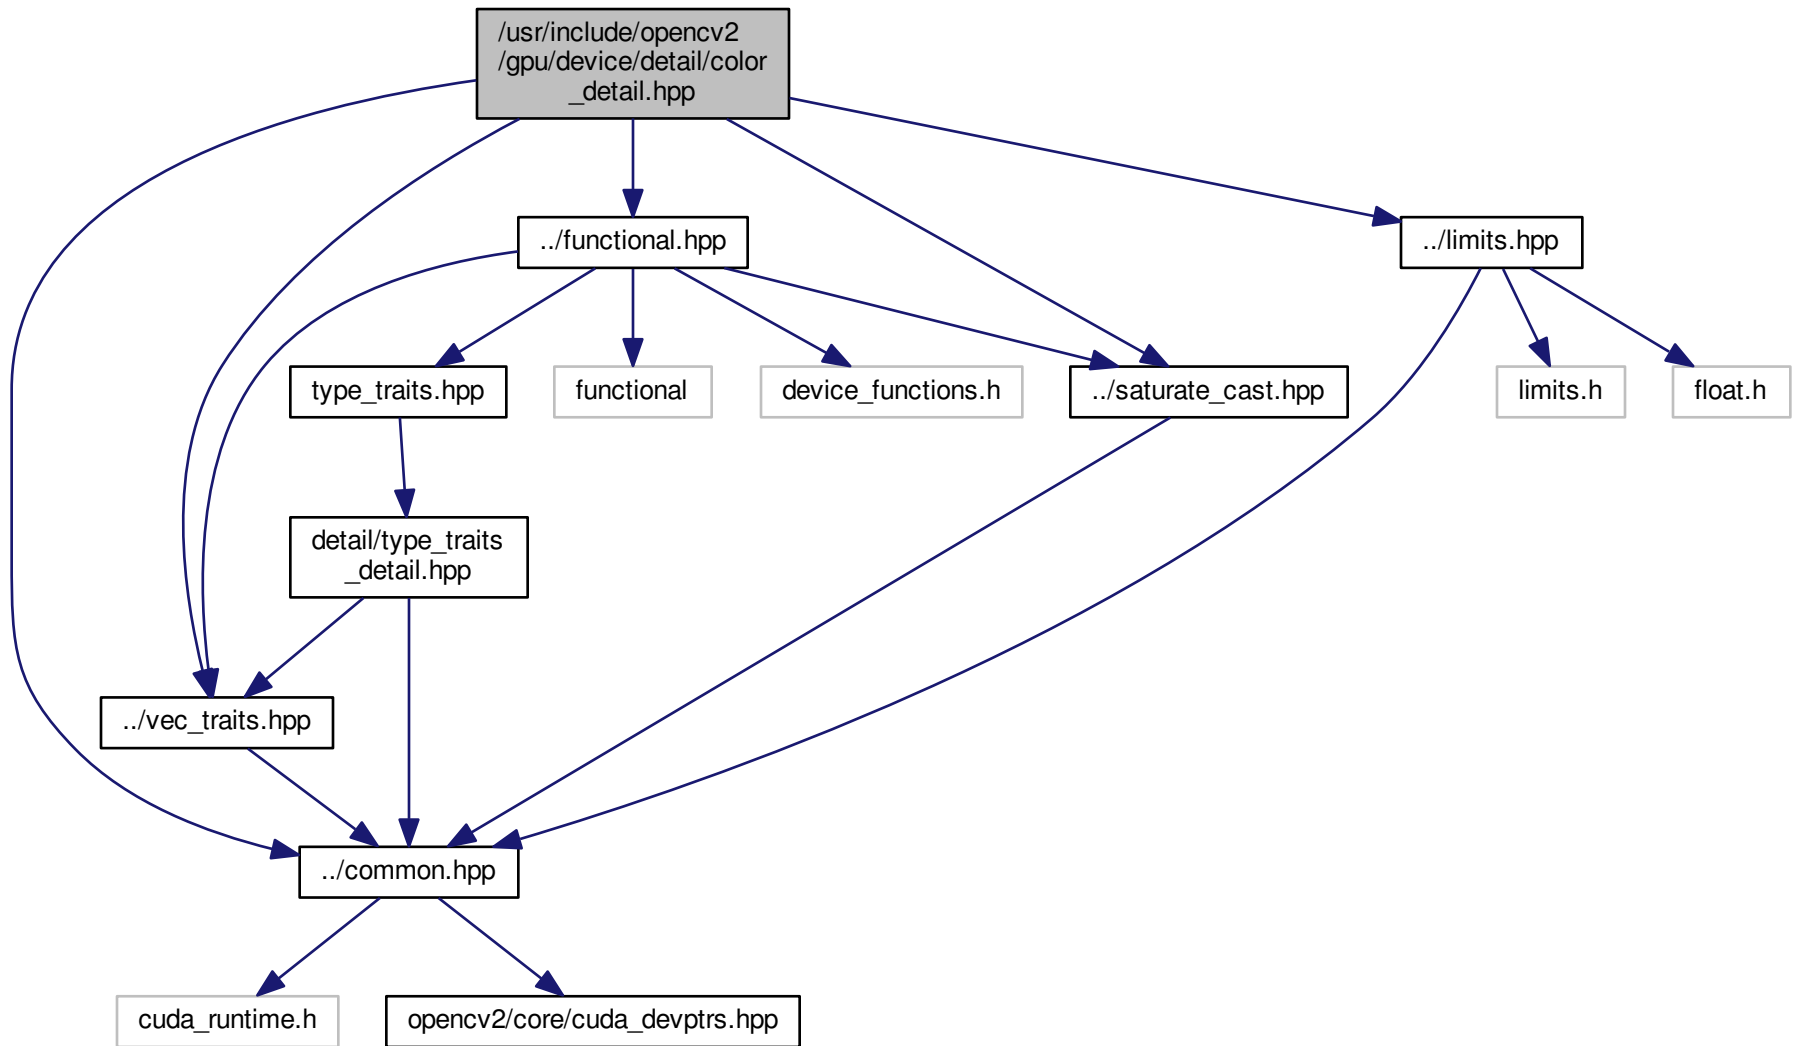 /usr/include/opencv2
/gpu/device/detail/color
_detail.hpp
../functional.hpp
../limits.hpp
type_traits.hpp
functional
device_functions.h
../saturate_cast.hpp
limits.h
float.h
detail/type_traits
_detail.hpp
../vec_traits.hpp
../common.hpp
cuda_runtime.h
opencv2/core/cuda_devptrs.hpp